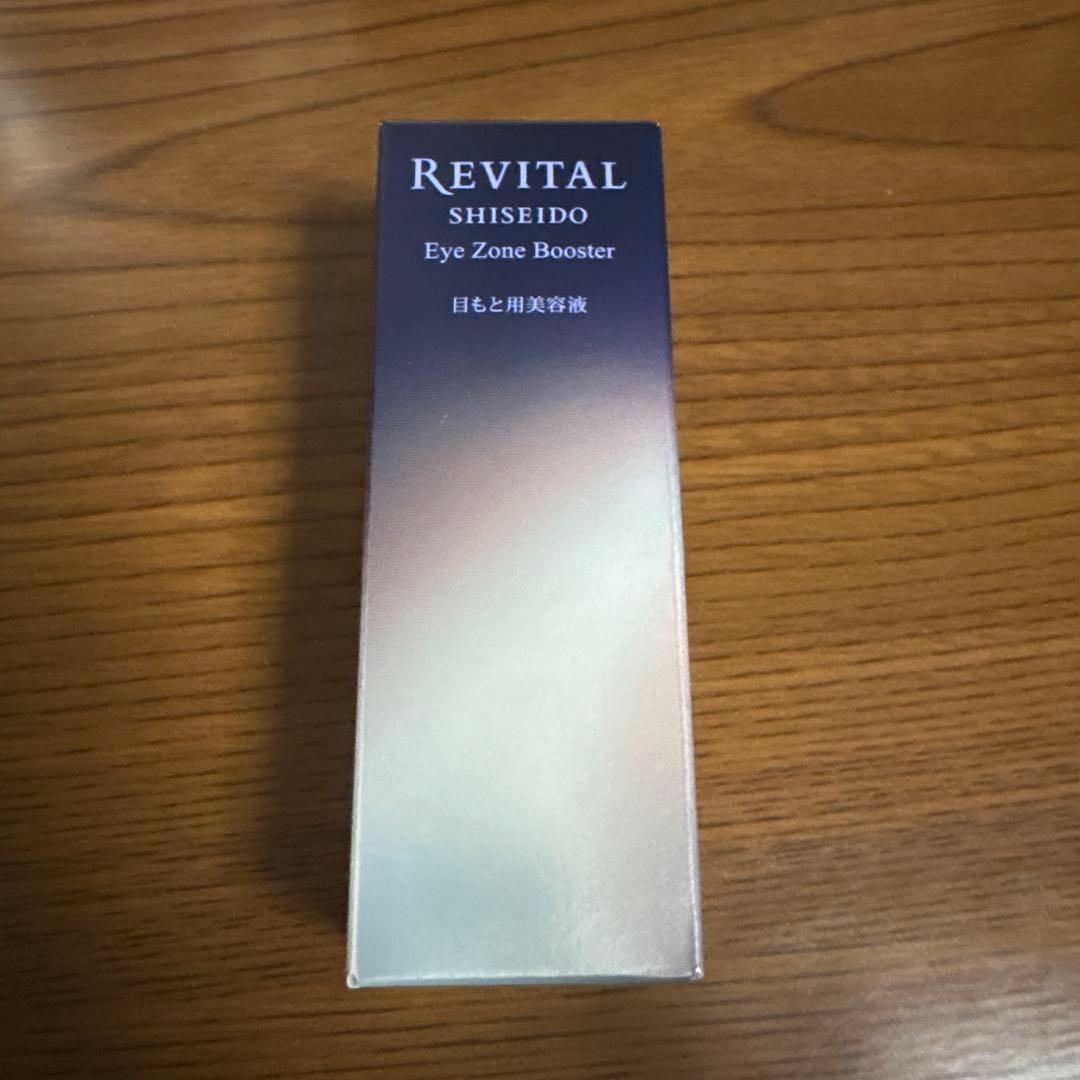 REVITAL
SHISEIDO
Eye Zone Booster
目もと用美容液